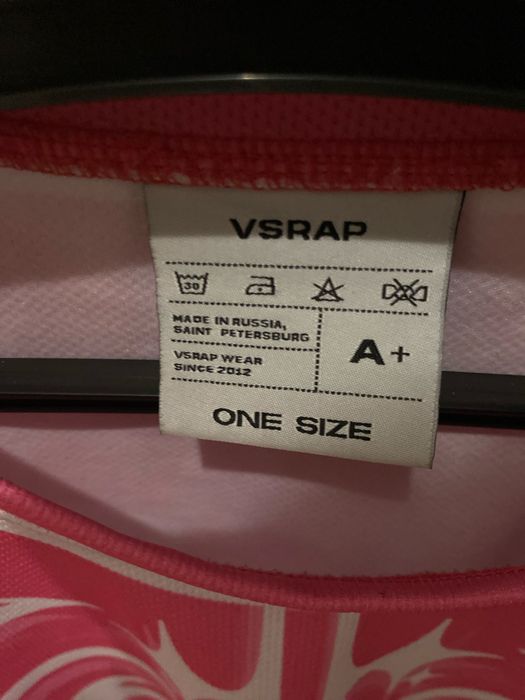 VSRAP
30
MADE IN RUSSIA,
SAINT PETERSBURG
VSRAP WEAR
SINCE 2012
A+
ONE SIZE